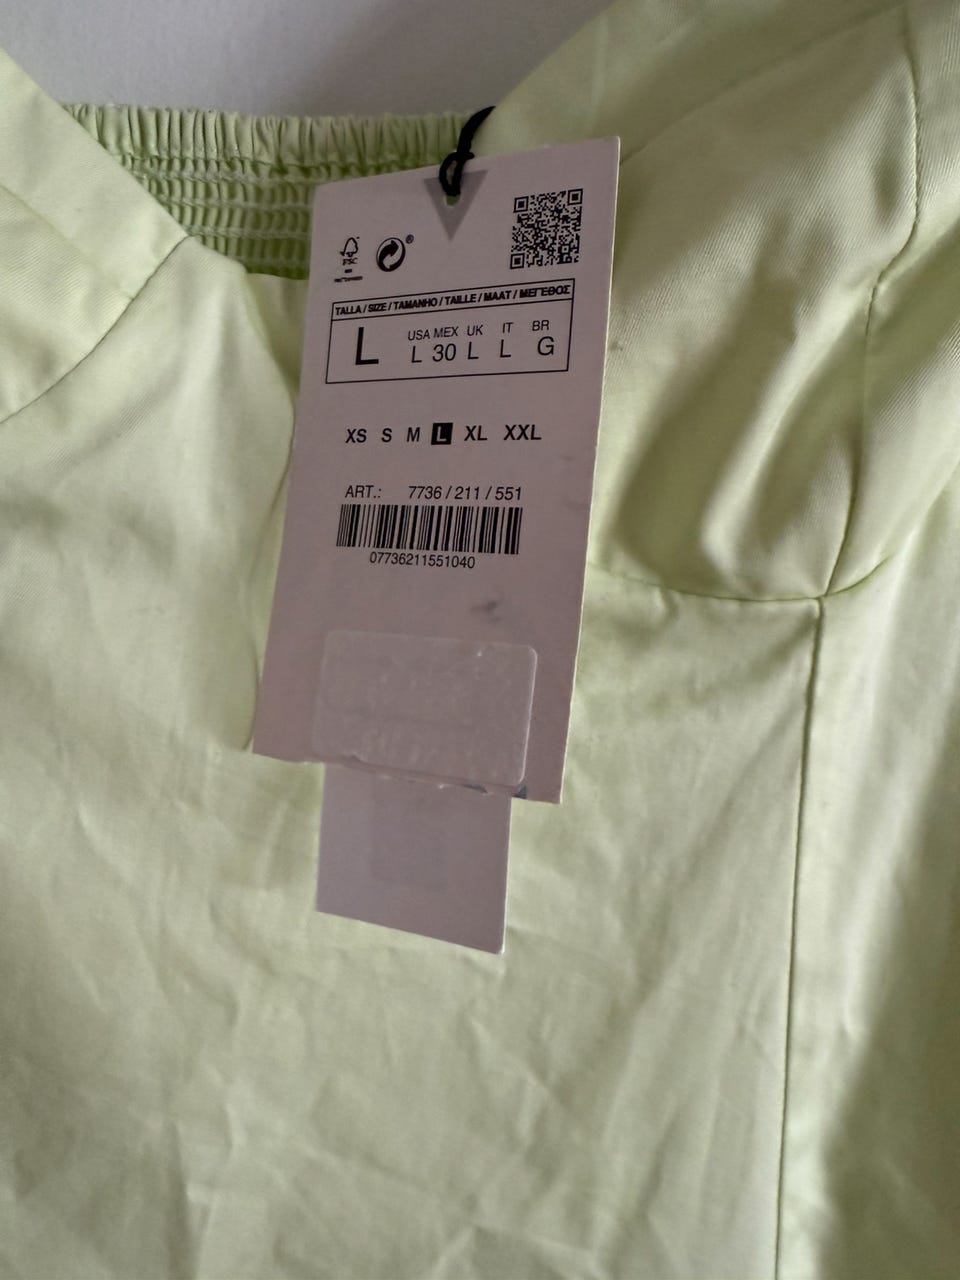 FSC
®
TALLA / SIZE / TAMANHO / TAILLE / MAAT / ΜΕΓΕΘΟΣ
L
USA MEX UK IT BR
L 30 L L G
XS S M L XL XXL
ART.: 7736 / 211 / 551
07736211551040